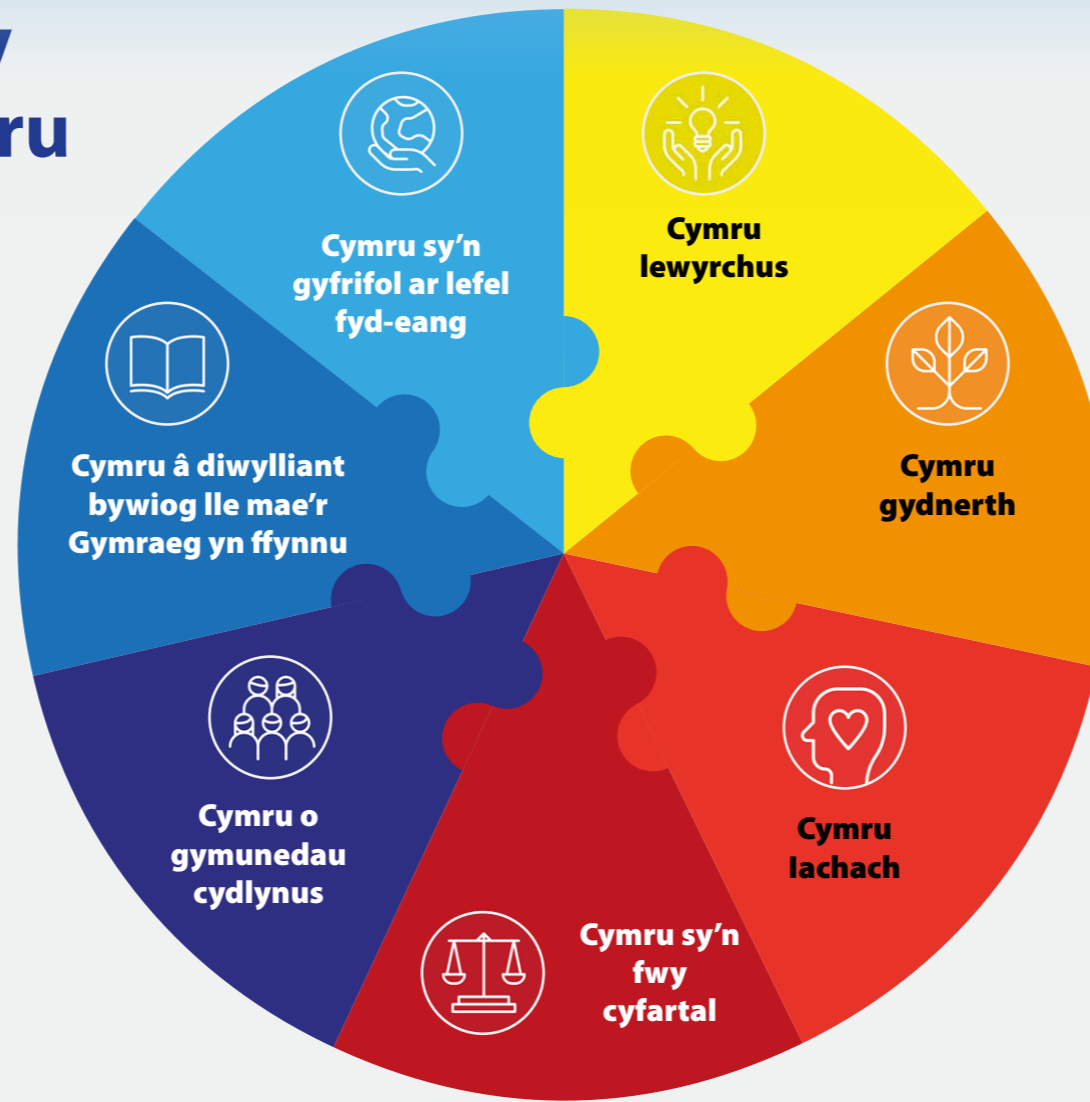 ru
Cymru sy'n
gyfrifol ar lefel
fyd-eang
Cymru
lewyrchus
Cymru
gydnerth
Cymru
Iachach
Cymru sy'n
fwy
cyfartal
Cymru o
gymunedau
cydlynus
Cymru â diwylliant
bywiog lle mae'r
Gymraeg yn ffynnu